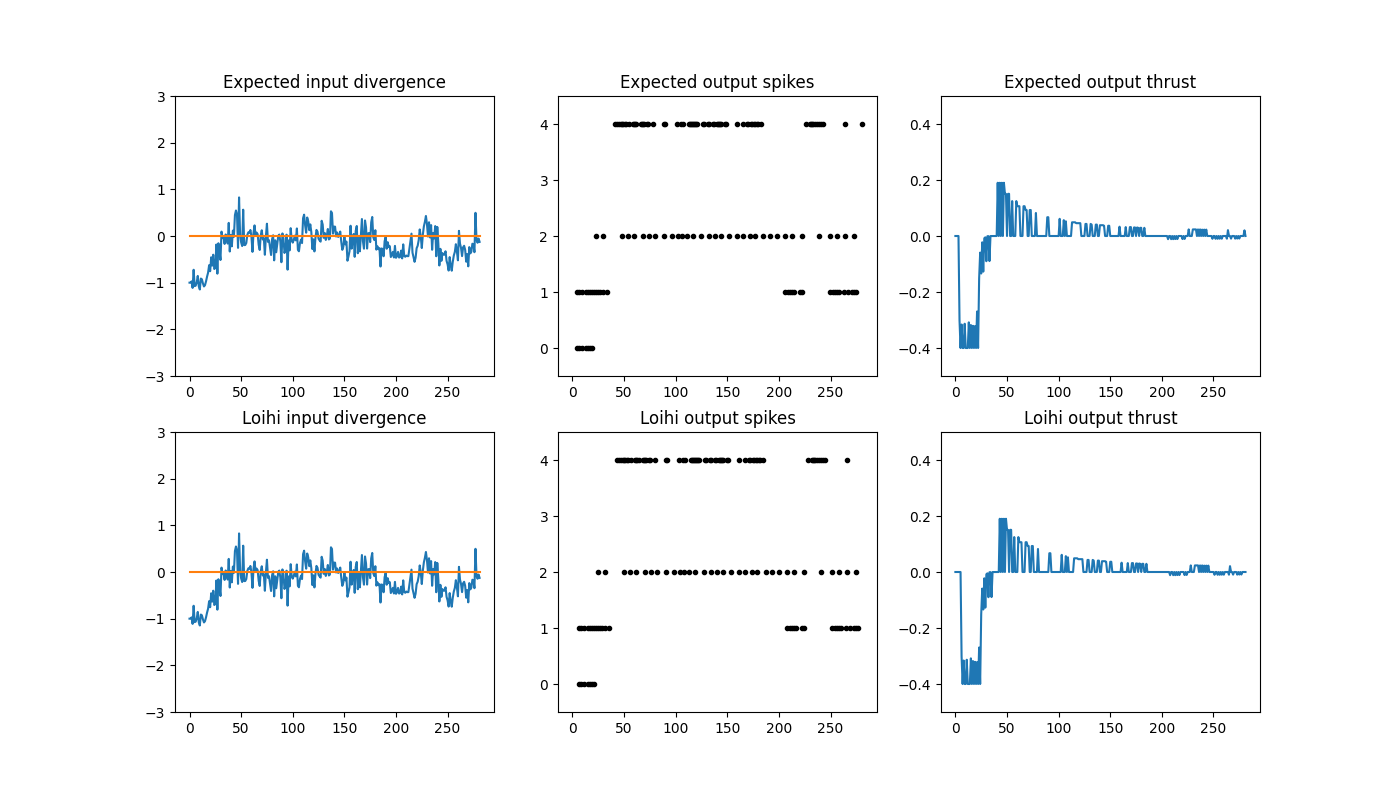 Expected input divergence
3
2
1
0
−1
−2
−3
0 50 100 150 200 250
Expected output spikes
4
3
2
1
0
0 50 100 150 200 250
Expected output thrust
0.4
0.2
0.0
−0.2
−0.4
0 50 100 150 200 250
Loihi input divergence
3
2
1
0
−1
−2
−3
0 50 100 150 200 250
Loihi output spikes
4
3
2
1
0
0 50 100 150 200 250
Loihi output thrust
0.4
0.2
0.0
−0.2
−0.4
0 50 100 150 200 250